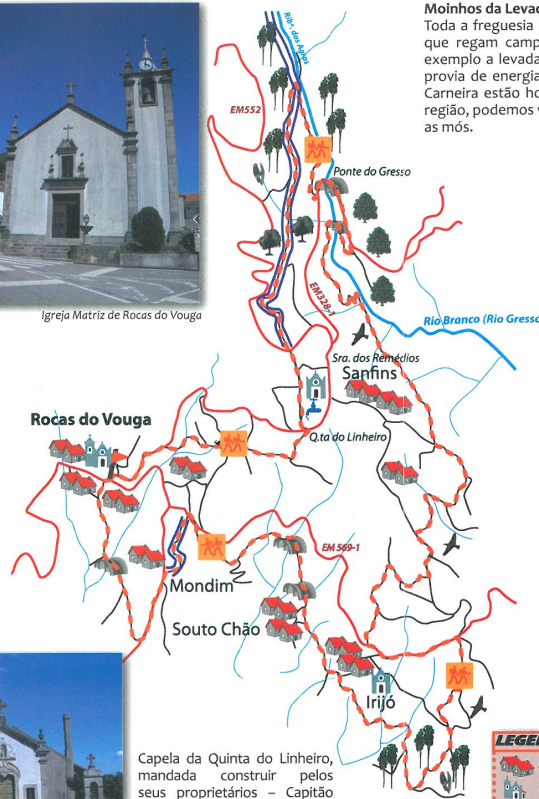 Moinhos da Levad
Toda a freguesia
que regam camp
exemplo a levada
provia de energia
Carneira estão ho
região, podemos v
as mós.
Ribª. dos Agros
EM552
Ponte do Gresso
Igreja Matriz de Rocas do Vouga
EM328-1
Rio Branco (Rio Gresso
Sra. dos Remédios
Sanfins
Rocas do Vouga
Q.ta do Linheiro
EM 569-1
Mondim
Souto Chão
Irijó
LEGEN
Capela da Quinta do Linheiro,
mandada construir pelos
seus proprietários – Capitão